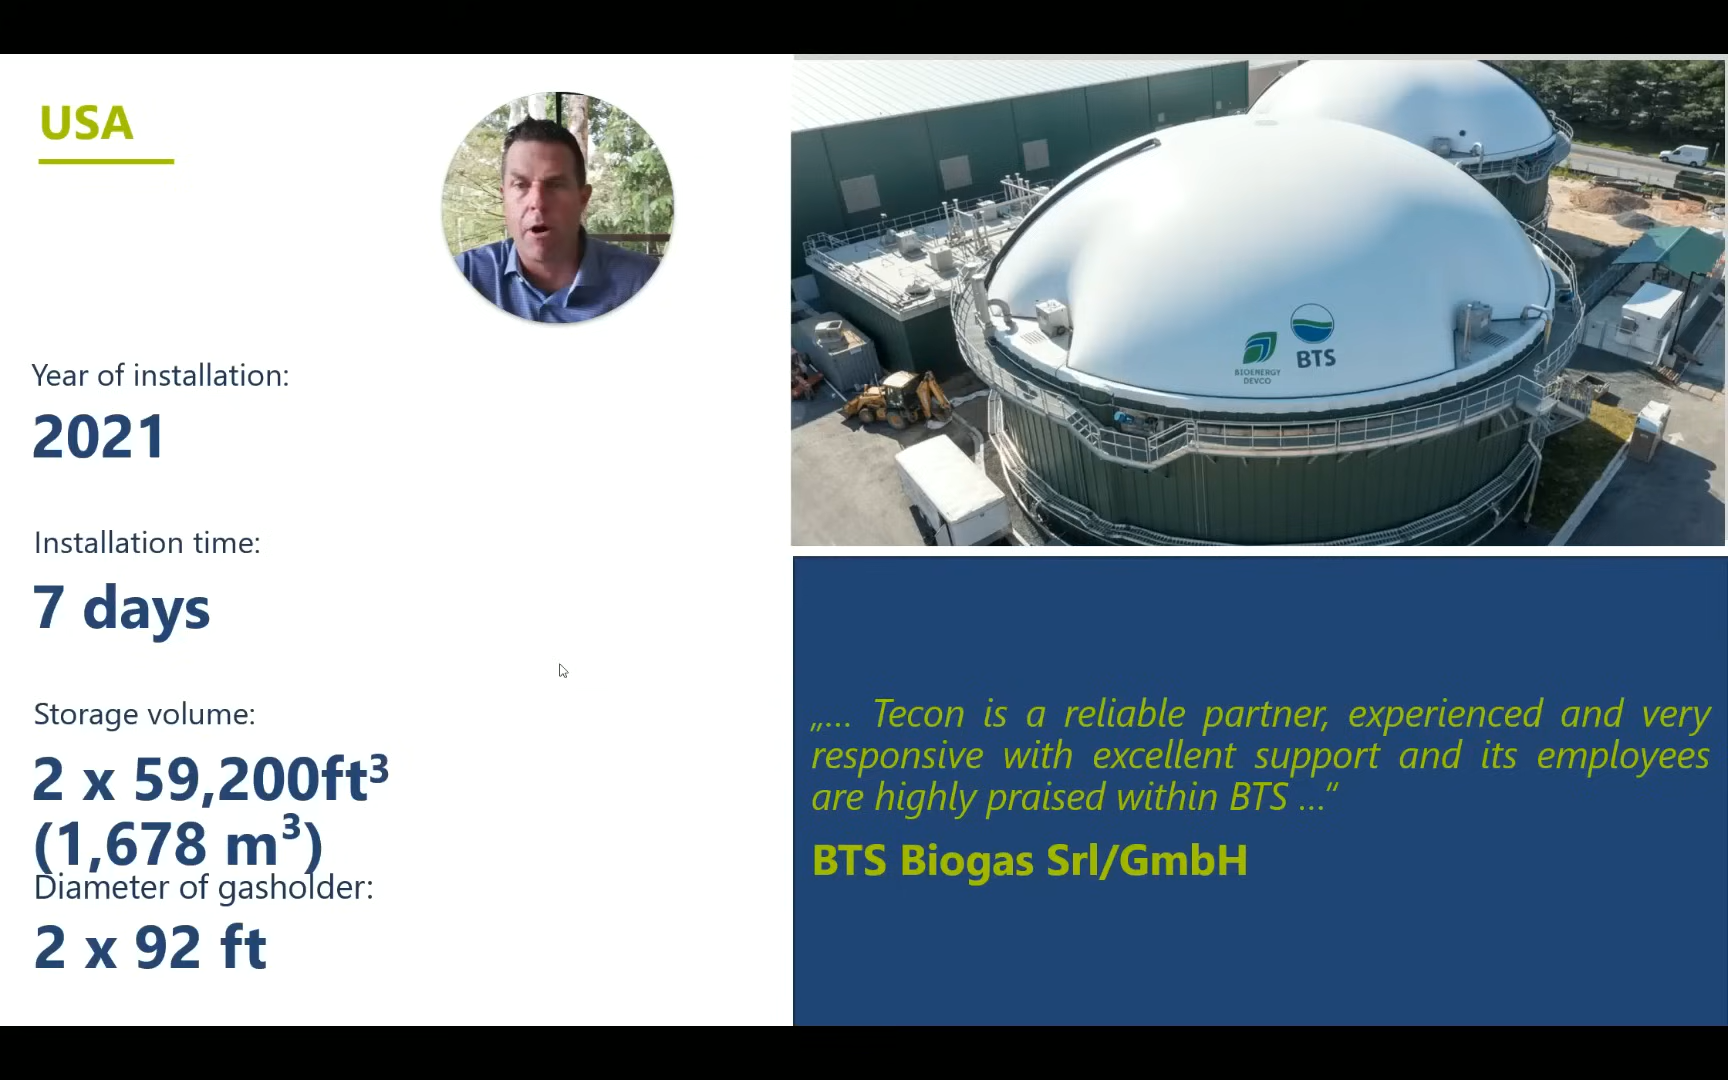 USA
Year of installation:
2021
Installation time:
7 days
Storage volume:
2 x 59,200ft³
(1,678 m³)
Diameter of gasholder:
2 x 92 ft
BIOENERGY
DEVCO
BTS
„… Tecon is a reliable partner, experienced and very
responsive with excellent support and its employees
are highly praised within BTS …“
BTS Biogas Srl/GmbH